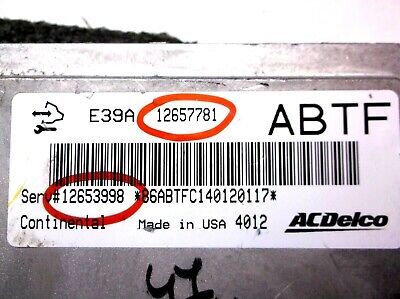 E39A 12657781 ABTF
Serv#12653998 *86ABTFC140120117*
Continental Made in USA 4012 ACDelco